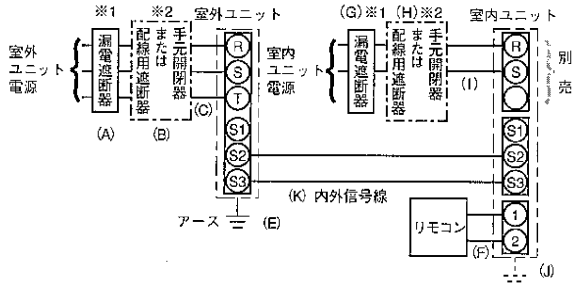 ※1
※2
室外ユニット
室外
ユニット
電源
漏電遮断器
手元開閉器
または
配線用遮断器
(A)
(B)
(C)
R
S
T
S1
S2
S3
アース
(E)
(G)※1
(H)※2
室内ユニット
室内
ユニット
電源
漏電遮断器
手元開閉器
または
配線用遮断器
(I)
R
S
別売
S1
S2
S3
(K) 内外信号線
リモコン
1
2
(F)
(J)